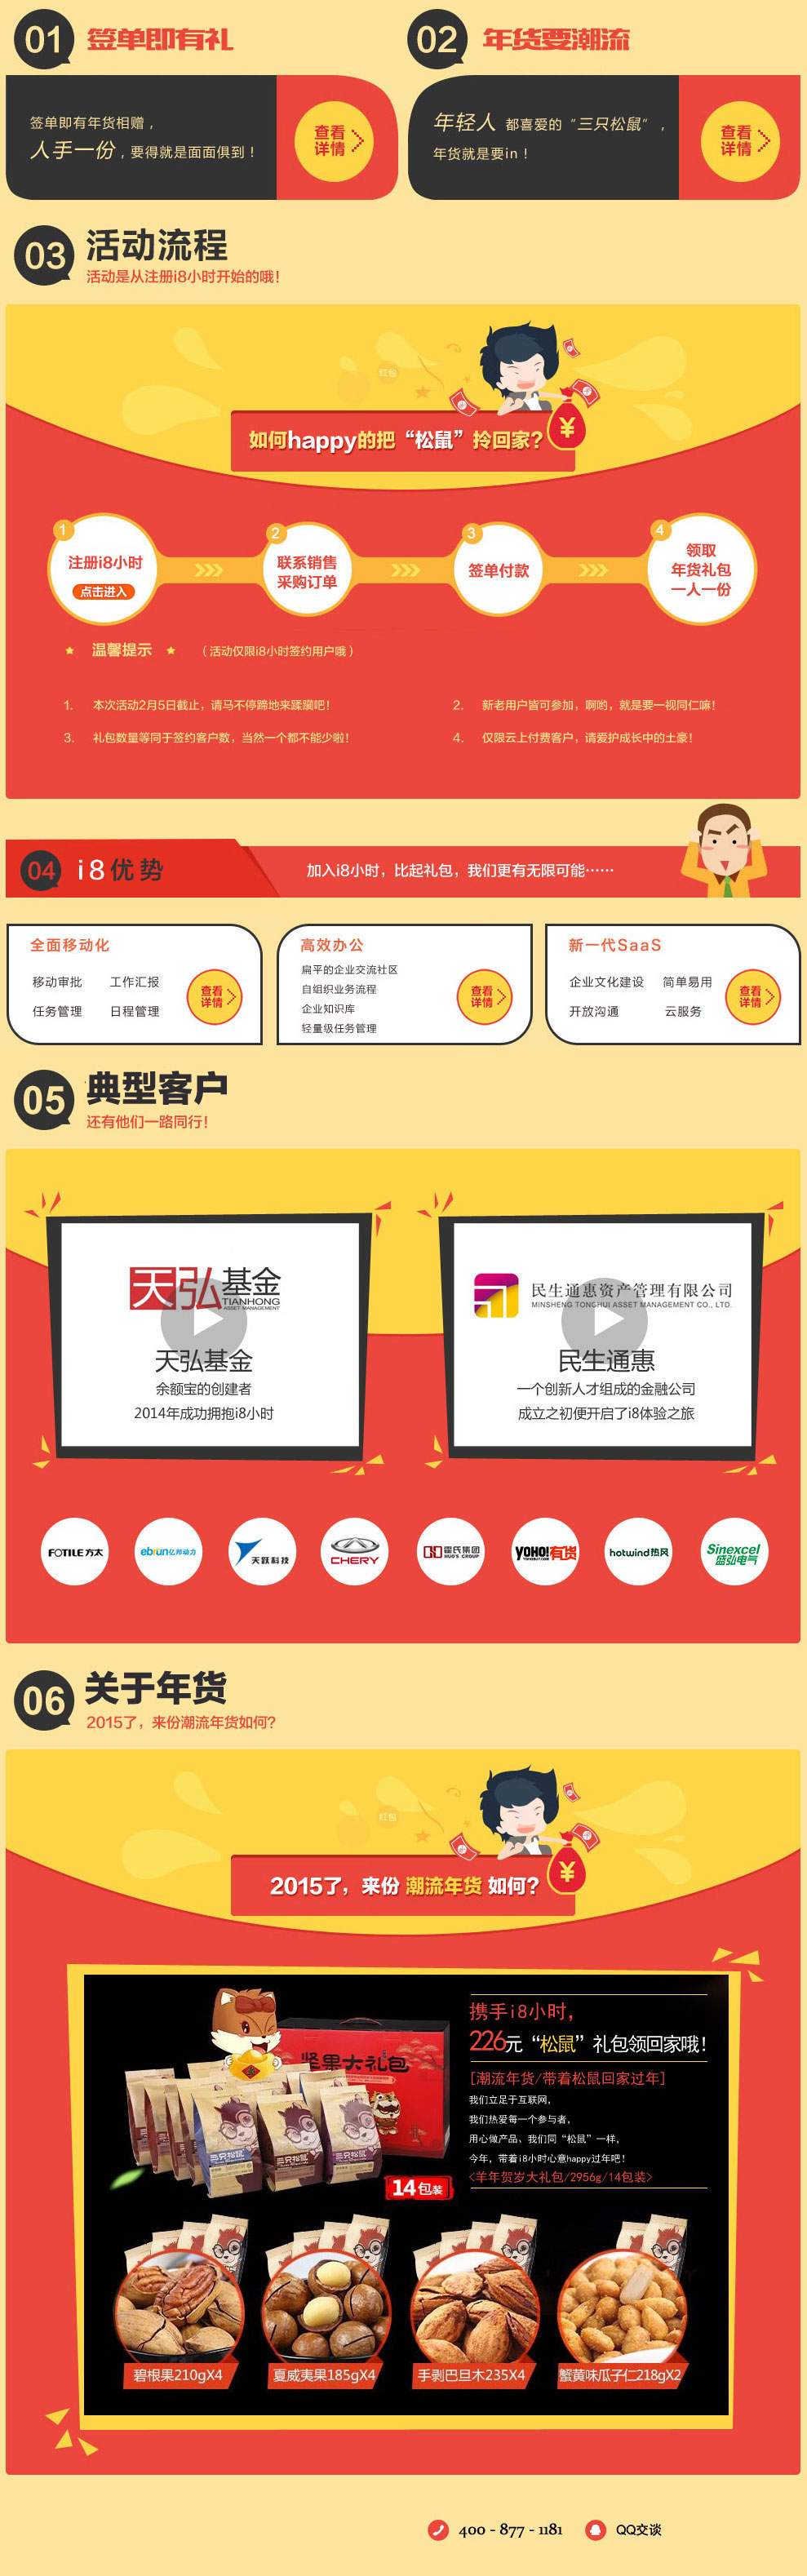 01 签单即有礼
签单即有年货相赠，
人手一份，要得就是面面俱到！
查看
详情
02 年货要潮流
年轻人 都喜爱的“三只松鼠”，
年货就是要in！
查看
详情
03 活动流程
活动是从注册i8小时开始的哦！
红包
如何happy的把“松鼠”拎回家？
¥
1
注册i8小时
点击进入
2
联系销售
采购订单
3
签单付款
4
领取
年货礼包
一人一份
温馨提示 （活动仅限i8小时签约用户哦）
1. 本次活动2月5日截止，请马不停蹄地来蹂躏吧！
2. 新老用户皆可参加，啊哟，就是要一视同仁嘛！
3. 礼包数量等同于签约客户数，当然一个都不能少啦！
4. 仅限云上付费客户，请爱护成长中的土豪！
04 i8优势
加入i8小时，比起礼包，我们更有无限可能……
全面移动化
移动审批 工作汇报
任务管理 日程管理
查看
详情
高效办公
扁平的企业交流社区
自组织业务流程
企业知识库
轻量级任务管理
查看
详情
新一代SaaS
企业文化建设 简单易用
开放沟通 云服务
查看
详情
05 典型客户
还有他们一路同行！
天弘基金
TIANHONG
ASSET MANAGEMENT
天弘基金
余额宝的创建者
2014年成功拥抱i8小时
民生通惠资产管理有限公司
MINSHENG TONGHUI ASSET MANAGEMENT CO., LTD.
民生通惠
一个创新人才组成的金融公司
成立之初便开启了i8体验之旅
FOTILE方太
ebrun亿邦动力
天跃科技
CHERY
霍氏集团
HUO'S GROUP
YOHO!有货
hotwind热风
Sinexcel
盛弘电气
06 关于年货
2015了，来份潮流年货如何？
红包
2015了，来份 潮流年货 如何？
¥
坚果大礼包
三只松鼠
三只松鼠
三只松鼠
14包装
携手i8小时，
226元“松鼠”礼包领回家哦！
[潮流年货/带着松鼠回家过年]
我们立足于互联网，
我们热爱每一个参与者，
用心做产品、我们同“松鼠”一样，
今年，带着i8小时心意happy过年吧！
<羊年贺岁大礼包/2956g/14包装>
碧根果210gX4
夏威夷果185gX4
手剥巴旦木235X4
蟹黄味瓜子仁218gX2
400 - 877 - 1181
QQ交谈